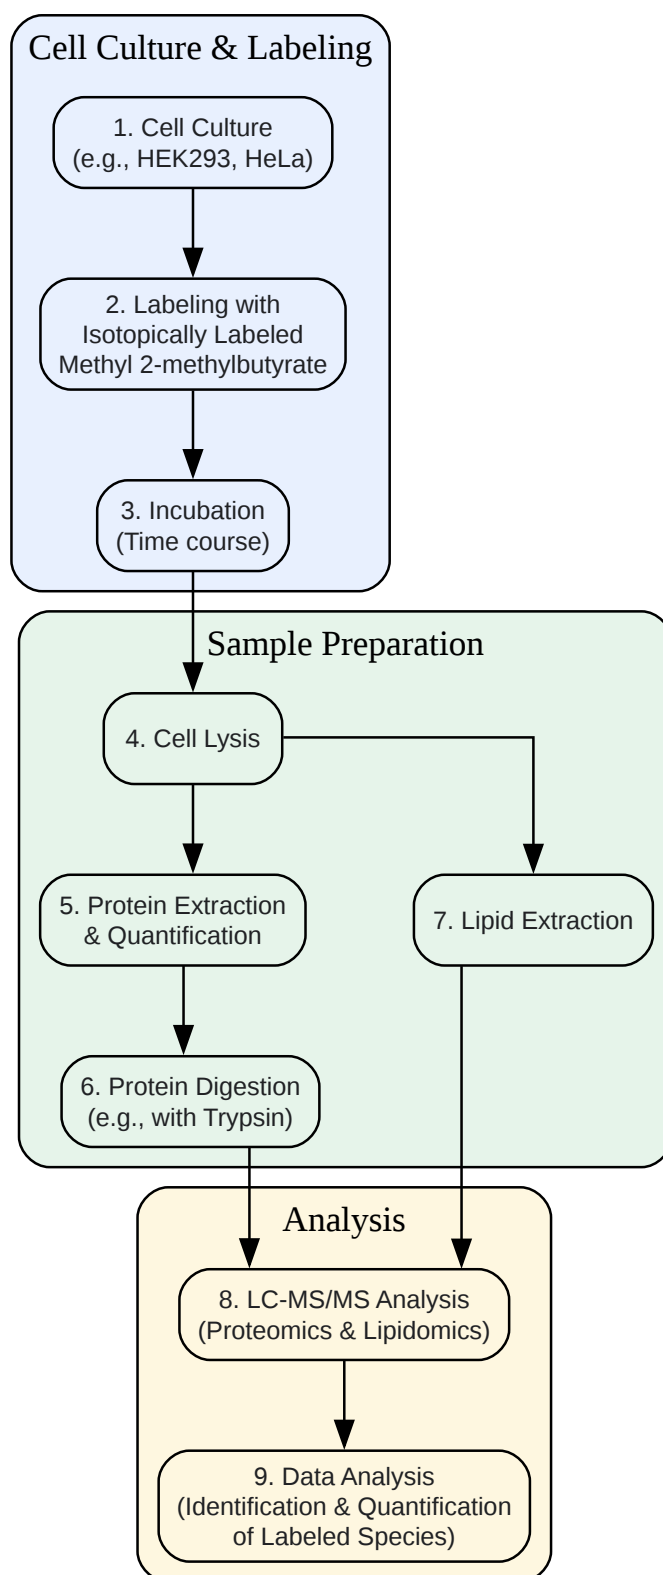 Cell Culture & Labeling
1. Cell Culture
(e.g., HEK293, HeLa)
2. Labeling with
Isotopically Labeled
Methyl 2-methylbutyrate
3. Incubation
(Time course)
Sample Preparation
4. Cell Lysis
5. Protein Extraction
& Quantification
7. Lipid Extraction
6. Protein Digestion
(e.g., with Trypsin)
Analysis
8. LC-MS/MS Analysis
(Proteomics & Lipidomics)
9. Data Analysis
(Identification & Quantification
of Labeled Species)